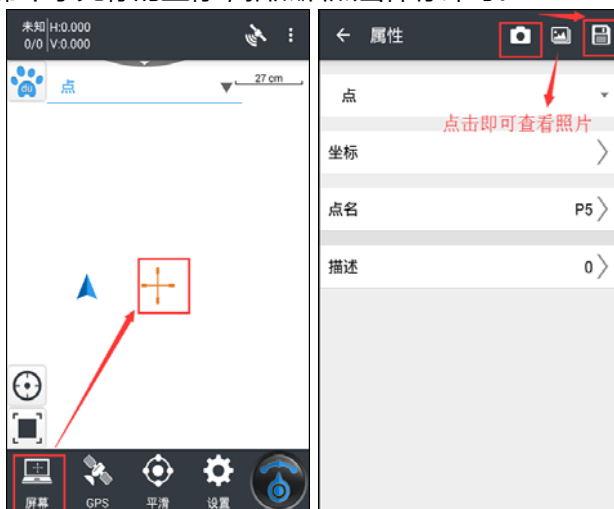 未知 H:0.000
0/0 V:0.000
du 点
27 cm
屏幕 GPS 平滑 设置
属性
点
点击即可查看照片
坐标
点名 P5
描述 0